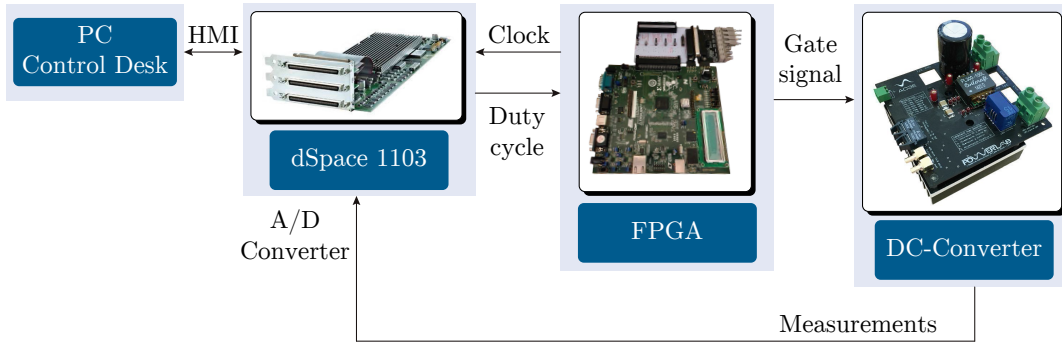 PC
Control Desk
HMI
dSpace 1103
Clock
Duty
cycle
FPGA
Gate
signal
DC-Converter
A/D
Converter
Measurements